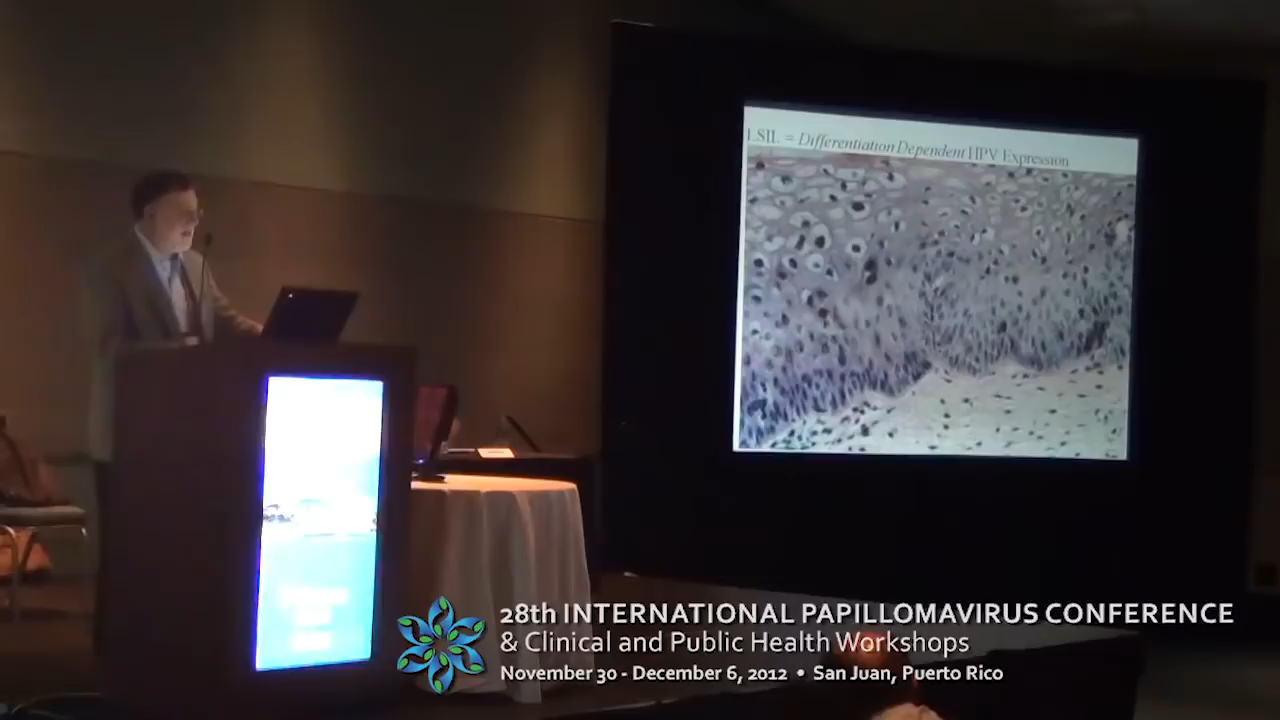 LSIL = Differentiation Dependent HPV Expression
28th INTERNATIONAL PAPILLOMAVIRUS CONFERENCE
& Clinical and Public Health Workshops
November 30 - December 6, 2012 • San Juan, Puerto Rico